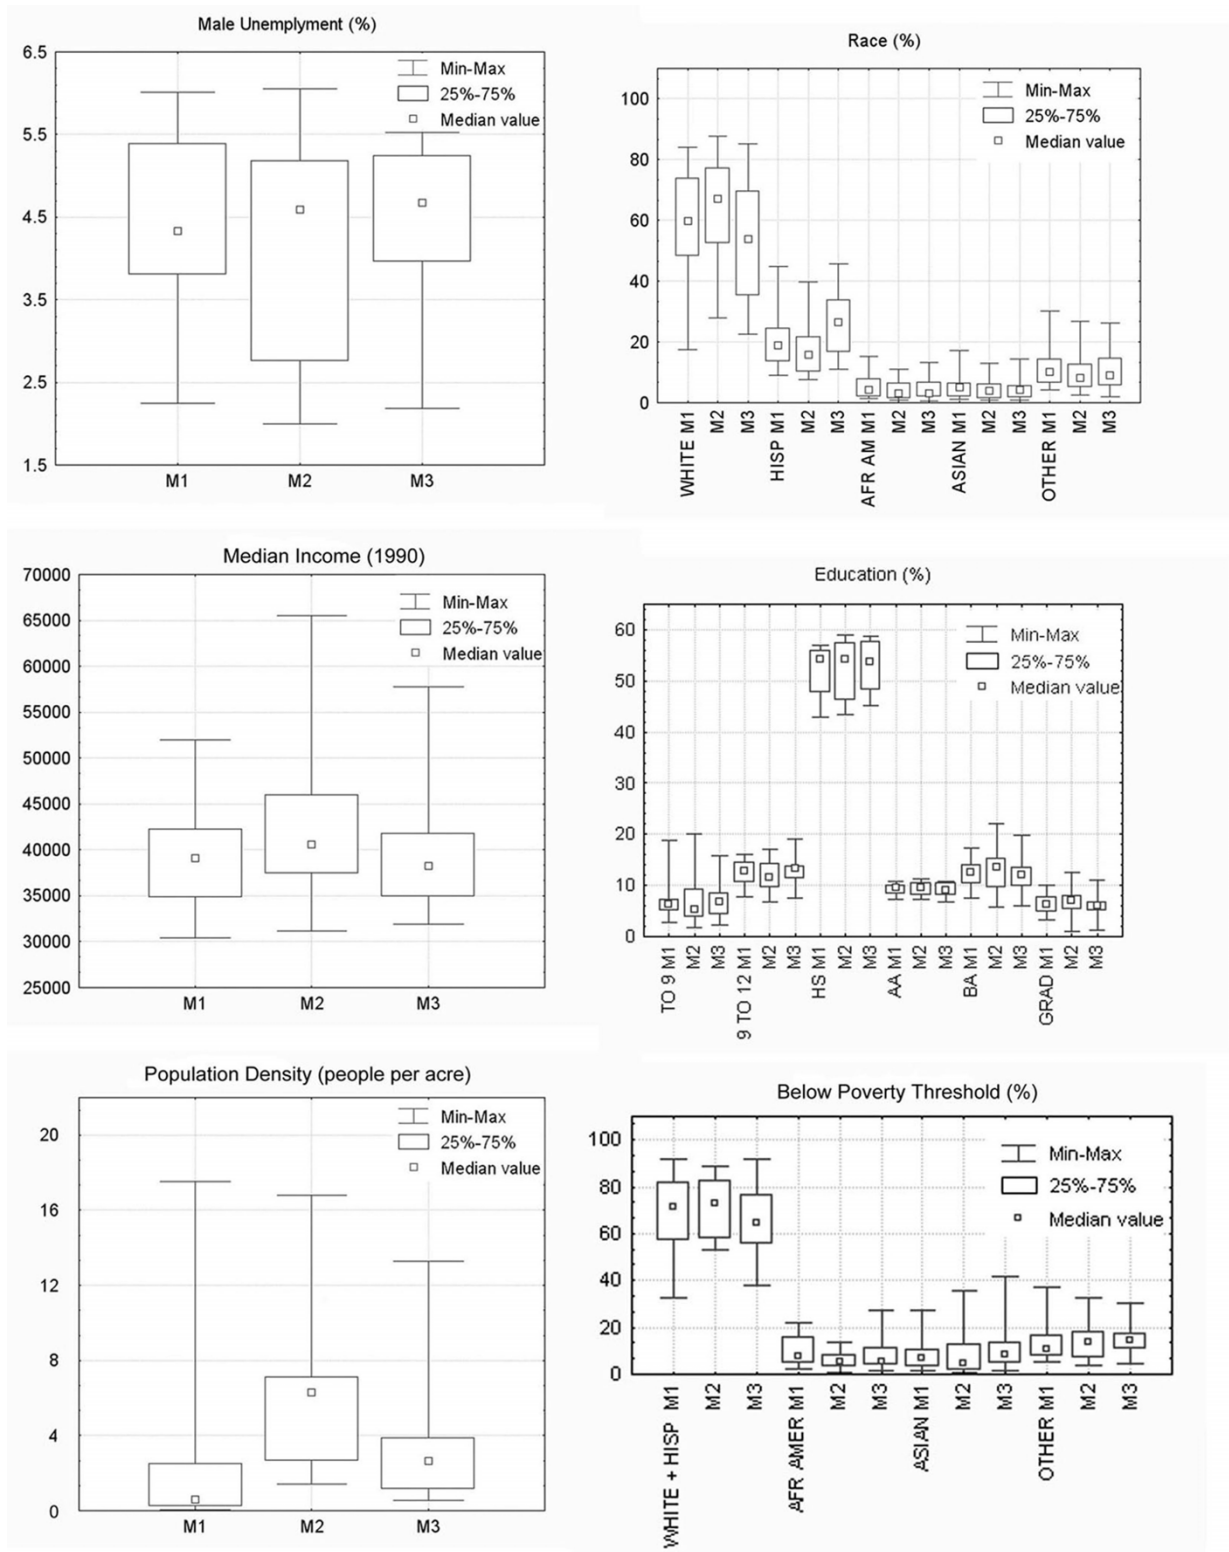 Male Unemplyment (%)
6.5
5.5
4.5
3.5
2.5
1.5
Min-Max
25%-75%
Median value
M1 M2 M3
Race (%)
100
80
60
40
20
0
Min-Max
25%-75%
Median value
WHITE M1 M2 M3 HISP M1 M2 M3 AFR AM M1 M2 M3 ASIAN M1 M2 M3 OTHER M1 M2 M3
Median Income (1990)
70000
65000
60000
55000
50000
45000
40000
35000
30000
25000
Min-Max
25%-75%
Median value
M1 M2 M3
Education (%)
60
50
40
30
20
10
0
Min-Max
25%-75%
Median value
TO 9 M1 M2 M3 9 TO 12 M1 M2 M3 HS M1 M2 M3 AA M1 M2 M3 BA M1 M2 M3 GRAD M1 M2 M3
Population Density (people per acre)
20
16
12
8
4
0
Min-Max
25%-75%
Median value
M1 M2 M3
Below Poverty Threshold (%)
100
80
60
40
20
0
Min-Max
25%-75%
Median value
WHITE + HISP M1 M2 M3 AFR AMER M1 M2 M3 ASIAN M1 M2 M3 OTHER M1 M2 M3